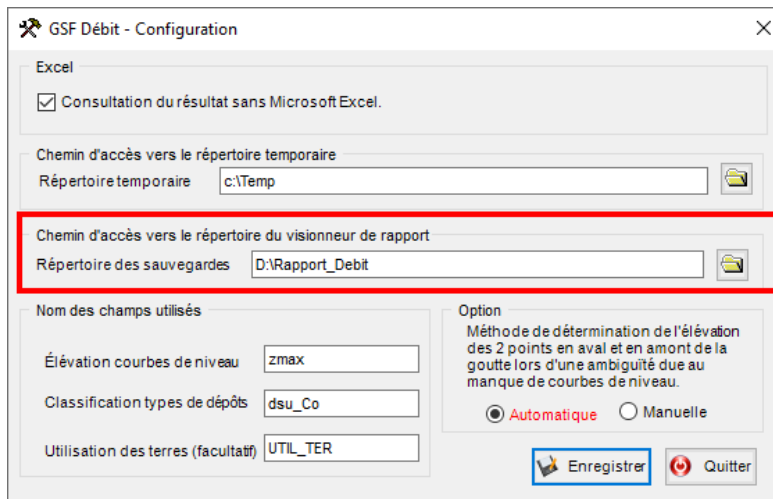 GSF Débit - Configuration
Excel
Consultation du résultat sans Microsoft Excel.
Chemin d'accès vers le répertoire temporaire
Répertoire temporaire c:\Temp
Chemin d'accès vers le répertoire du visionneur de rapport
Répertoire des sauvegardes D:\Rapport_Debit
Nom des champs utilisés
Élévation courbes de niveau zmax
Classification types de dépôts dsu_Co
Utilisation des terres (facultatif) UTIL_TER
Option
Méthode de détermination de l'élévation
des 2 points en aval et en amont de la
goutte lors d'une ambiguïté due au
manque de courbes de niveau.
Automatique Manuelle
Enregistrer Quitter